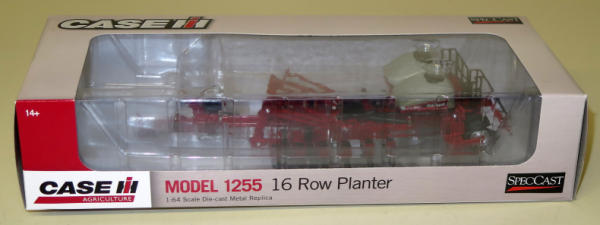 CASE IH
SPECCAST
14+
CASE IH
AGRICULTURE
MODEL 1255 16 Row Planter
1:64 Scale Die-cast Metal Replica
SPECCAST